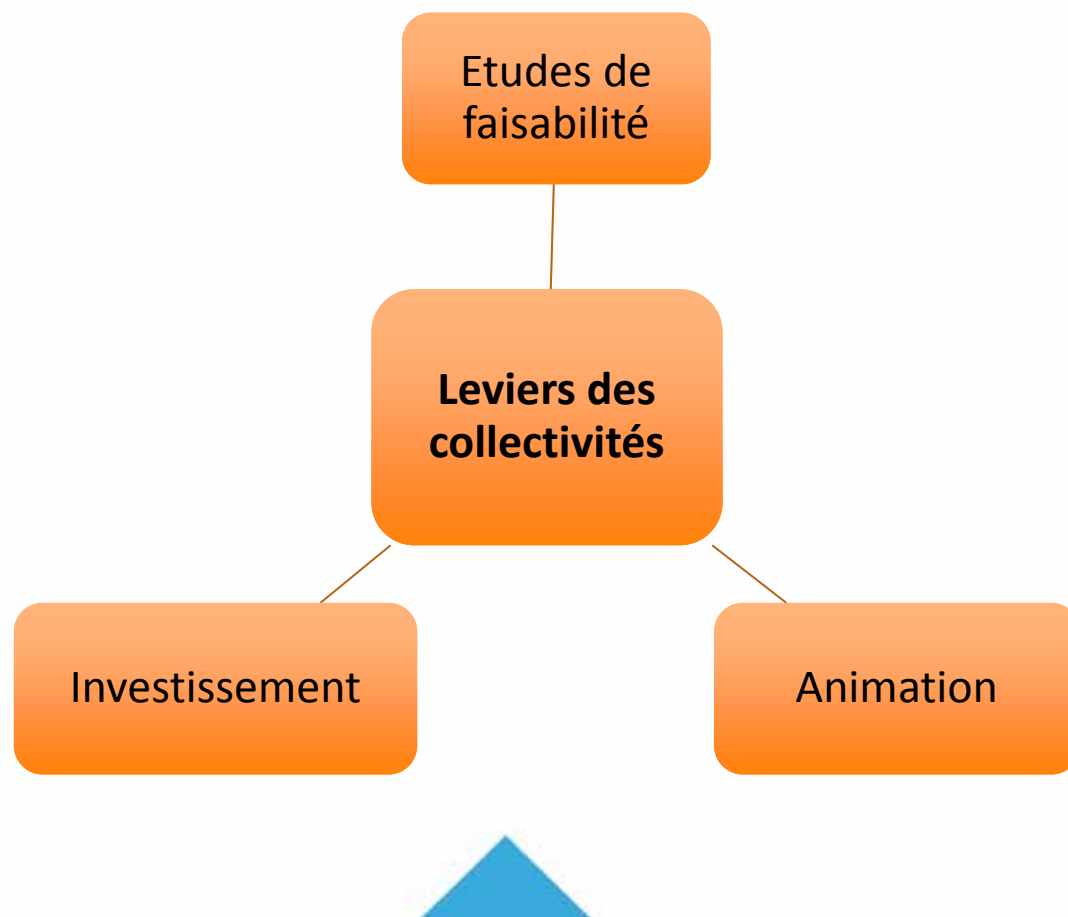 Etudes de
faisabilité
Leviers des
collectivités
Investissement
Animation